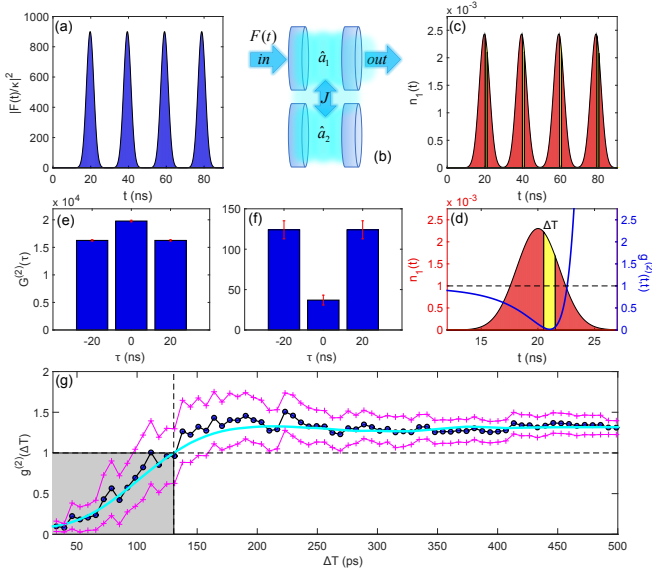 (a)
1000
800
600
400
200
0
|F(t)/κ|²
0 20 40 60 80
t (ns)
F(t)
in
â₁
out
J
â₂
(b)
x 10⁻³
(c)
2.5
2
1.5
1
0.5
0
n₁(t)
0 20 40 60 80
t (ns)
x 10⁴
(e)
2
1.5
1
0.5
0
G⁽²⁾(τ)
-20 0 20
τ (ns)
(f)
150
100
50
0
-20 0 20
τ (ns)
x 10⁻³
(d)
ΔT
2.5
2
1.5
1
0.5
0
n₁(t)
2.5
2
1.5
1
0.5
0
g⁽²⁾(t,t)
15 20 25
t (ns)
(g)
2
1.5
1
0.5
0
g⁽²⁾(ΔT)
50 100 150 200 250 300 350 400 450 500
ΔT (ps)